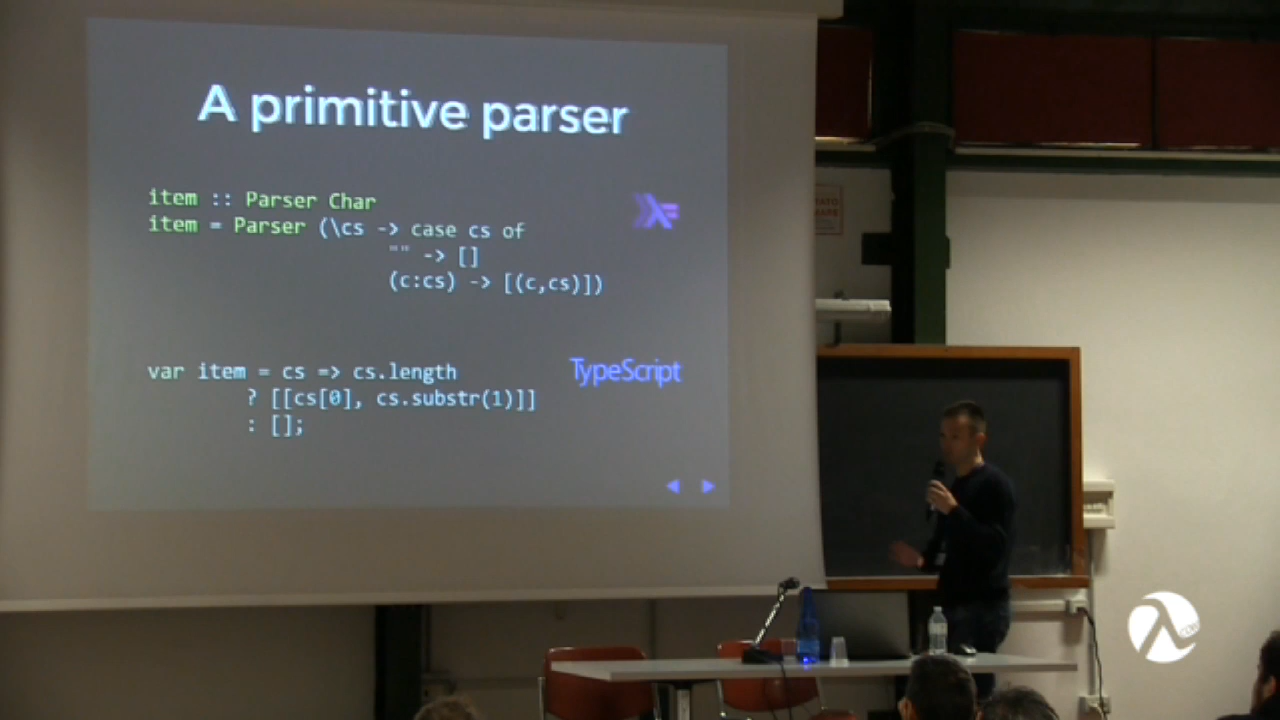 A primitive parser
item :: Parser Char
item = Parser (\cs -> case cs of
"" -> []
(c:cs) -> [(c,cs)])
var item = cs => cs.length
? [[cs[0], cs.substr(1)]]
: [];
TypeScript